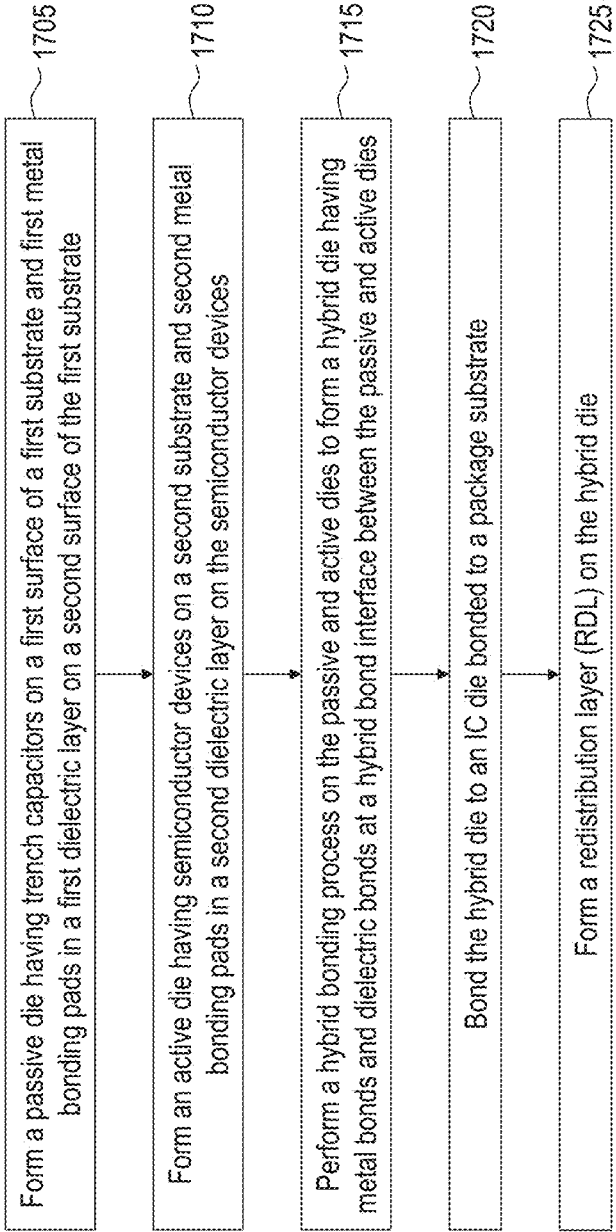 Form a passive die having trench capacitors on a first surface of a first substrate and first metal
bonding pads in a first dielectric layer on a second surface of the first substrate
1705
Form an active die having semiconductor devices on a second substrate and second metal
bonding pads in a second dielectric layer on the semiconductor devices
1710
Perform a hybrid bonding process on the passive and active dies to form a hybrid die having
metal bonds and dielectric bonds at a hybrid bond interface between the passive and active dies
1715
Bond the hybrid die to an IC die bonded to a package substrate
1720
Form a redistribution layer (RDL) on the hybrid die
1725